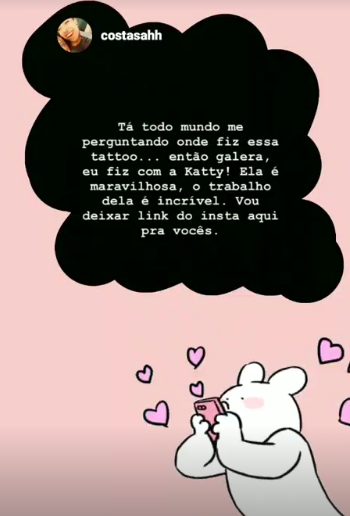 costasahh
Tá todo mundo me
perguntando onde fiz essa
tattoo... então galera,
eu fiz com a Katty! Ela é
maravilhosa, o trabalho
dela é incrível. Vou
deixar link do insta aqui
pra vocês.